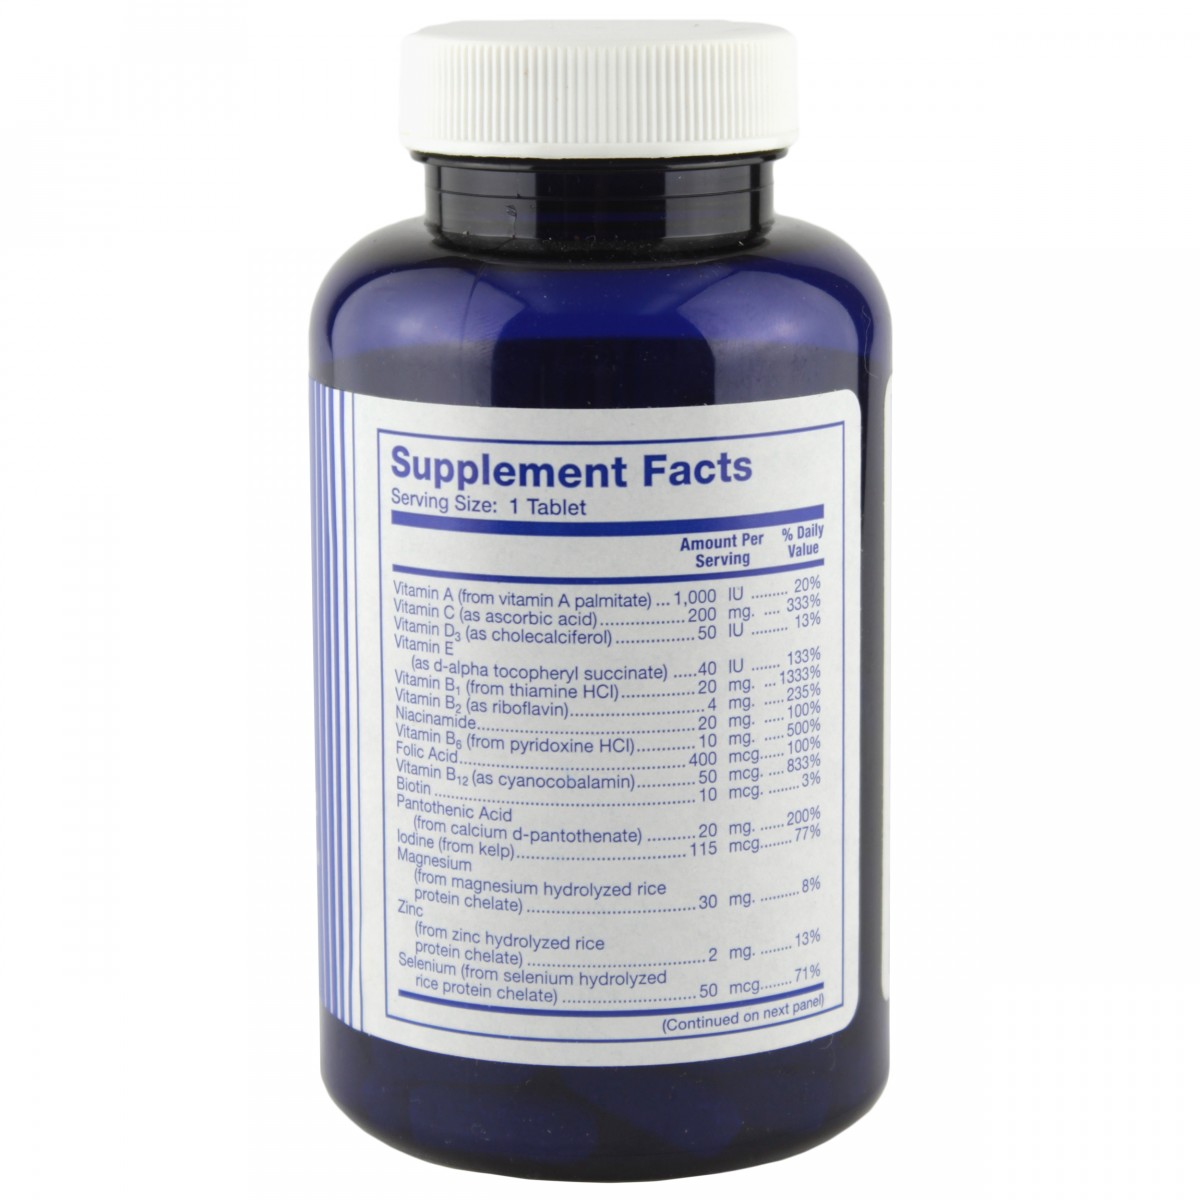 Supplement Facts
Serving Size: 1 Tablet
Amount Per Serving % Daily Value
Vitamin A (from vitamin A palmitate) ... 1,000 IU ......... 20%
Vitamin C (as ascorbic acid).................. 200 mg. .... 333%
Vitamin D3 (as cholecalciferol) ................ 50 IU ......... 13%
Vitamin E
(as d-alpha tocopheryl succinate) .....40 IU ....... 133%
Vitamin B1 (from thiamine HCl)............... 20 mg. ... 1333%
Vitamin B2 (as riboflavin)......................... 4 mg. .... 235%
Niacinamide............................................ 20 mg. .... 100%
Vitamin B6 (from pyridoxine HCl)............ 10 mg. .... 500%
Folic Acid............................................... 400 mcg..... 100%
Vitamin B12 (as cyanocobalamin)............ 50 mcg. ... 833%
Biotin ..................................................... 10 mcg. ........ 3%
Pantothenic Acid
(from calcium d-pantothenate) .......... 20 mg. ...... 200%
Iodine (from kelp)................................... 115 mcg........ 77%
Magnesium
(from magnesium hydrolyzed rice
protein chelate) .................................. 30 mg. .......... 8%
Zinc
(from zinc hydrolyzed rice
protein chelate) .................................... 2 mg. ........ 13%
Selenium (from selenium hydrolyzed
rice protein chelate) ........................... 50 mcg........ 71%
(Continued on next panel)